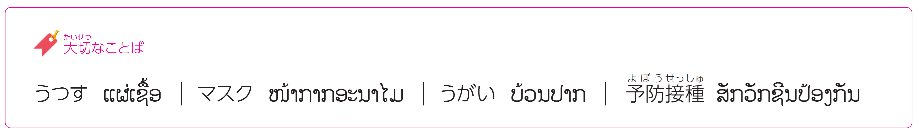 たいせつ
大切なことば
よぼうせっしゅ
うつす ແຜ່ເຊື້ອ | マスク ໜ້າກາກອະນາໄມ | うがい ບ້ວນປາກ | 予防接種 ສັກວັກຊີນປ້ອງກັນ